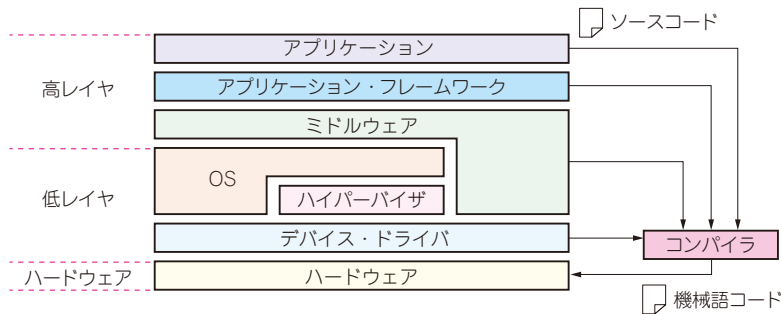 ソースコード
アプリケーション
高レイヤ
アプリケーション・フレームワーク
ミドルウェア
低レイヤ
OS
ハイパーバイザ
デバイス・ドライバ
コンパイラ
ハードウェア
ハードウェア
機械語コード